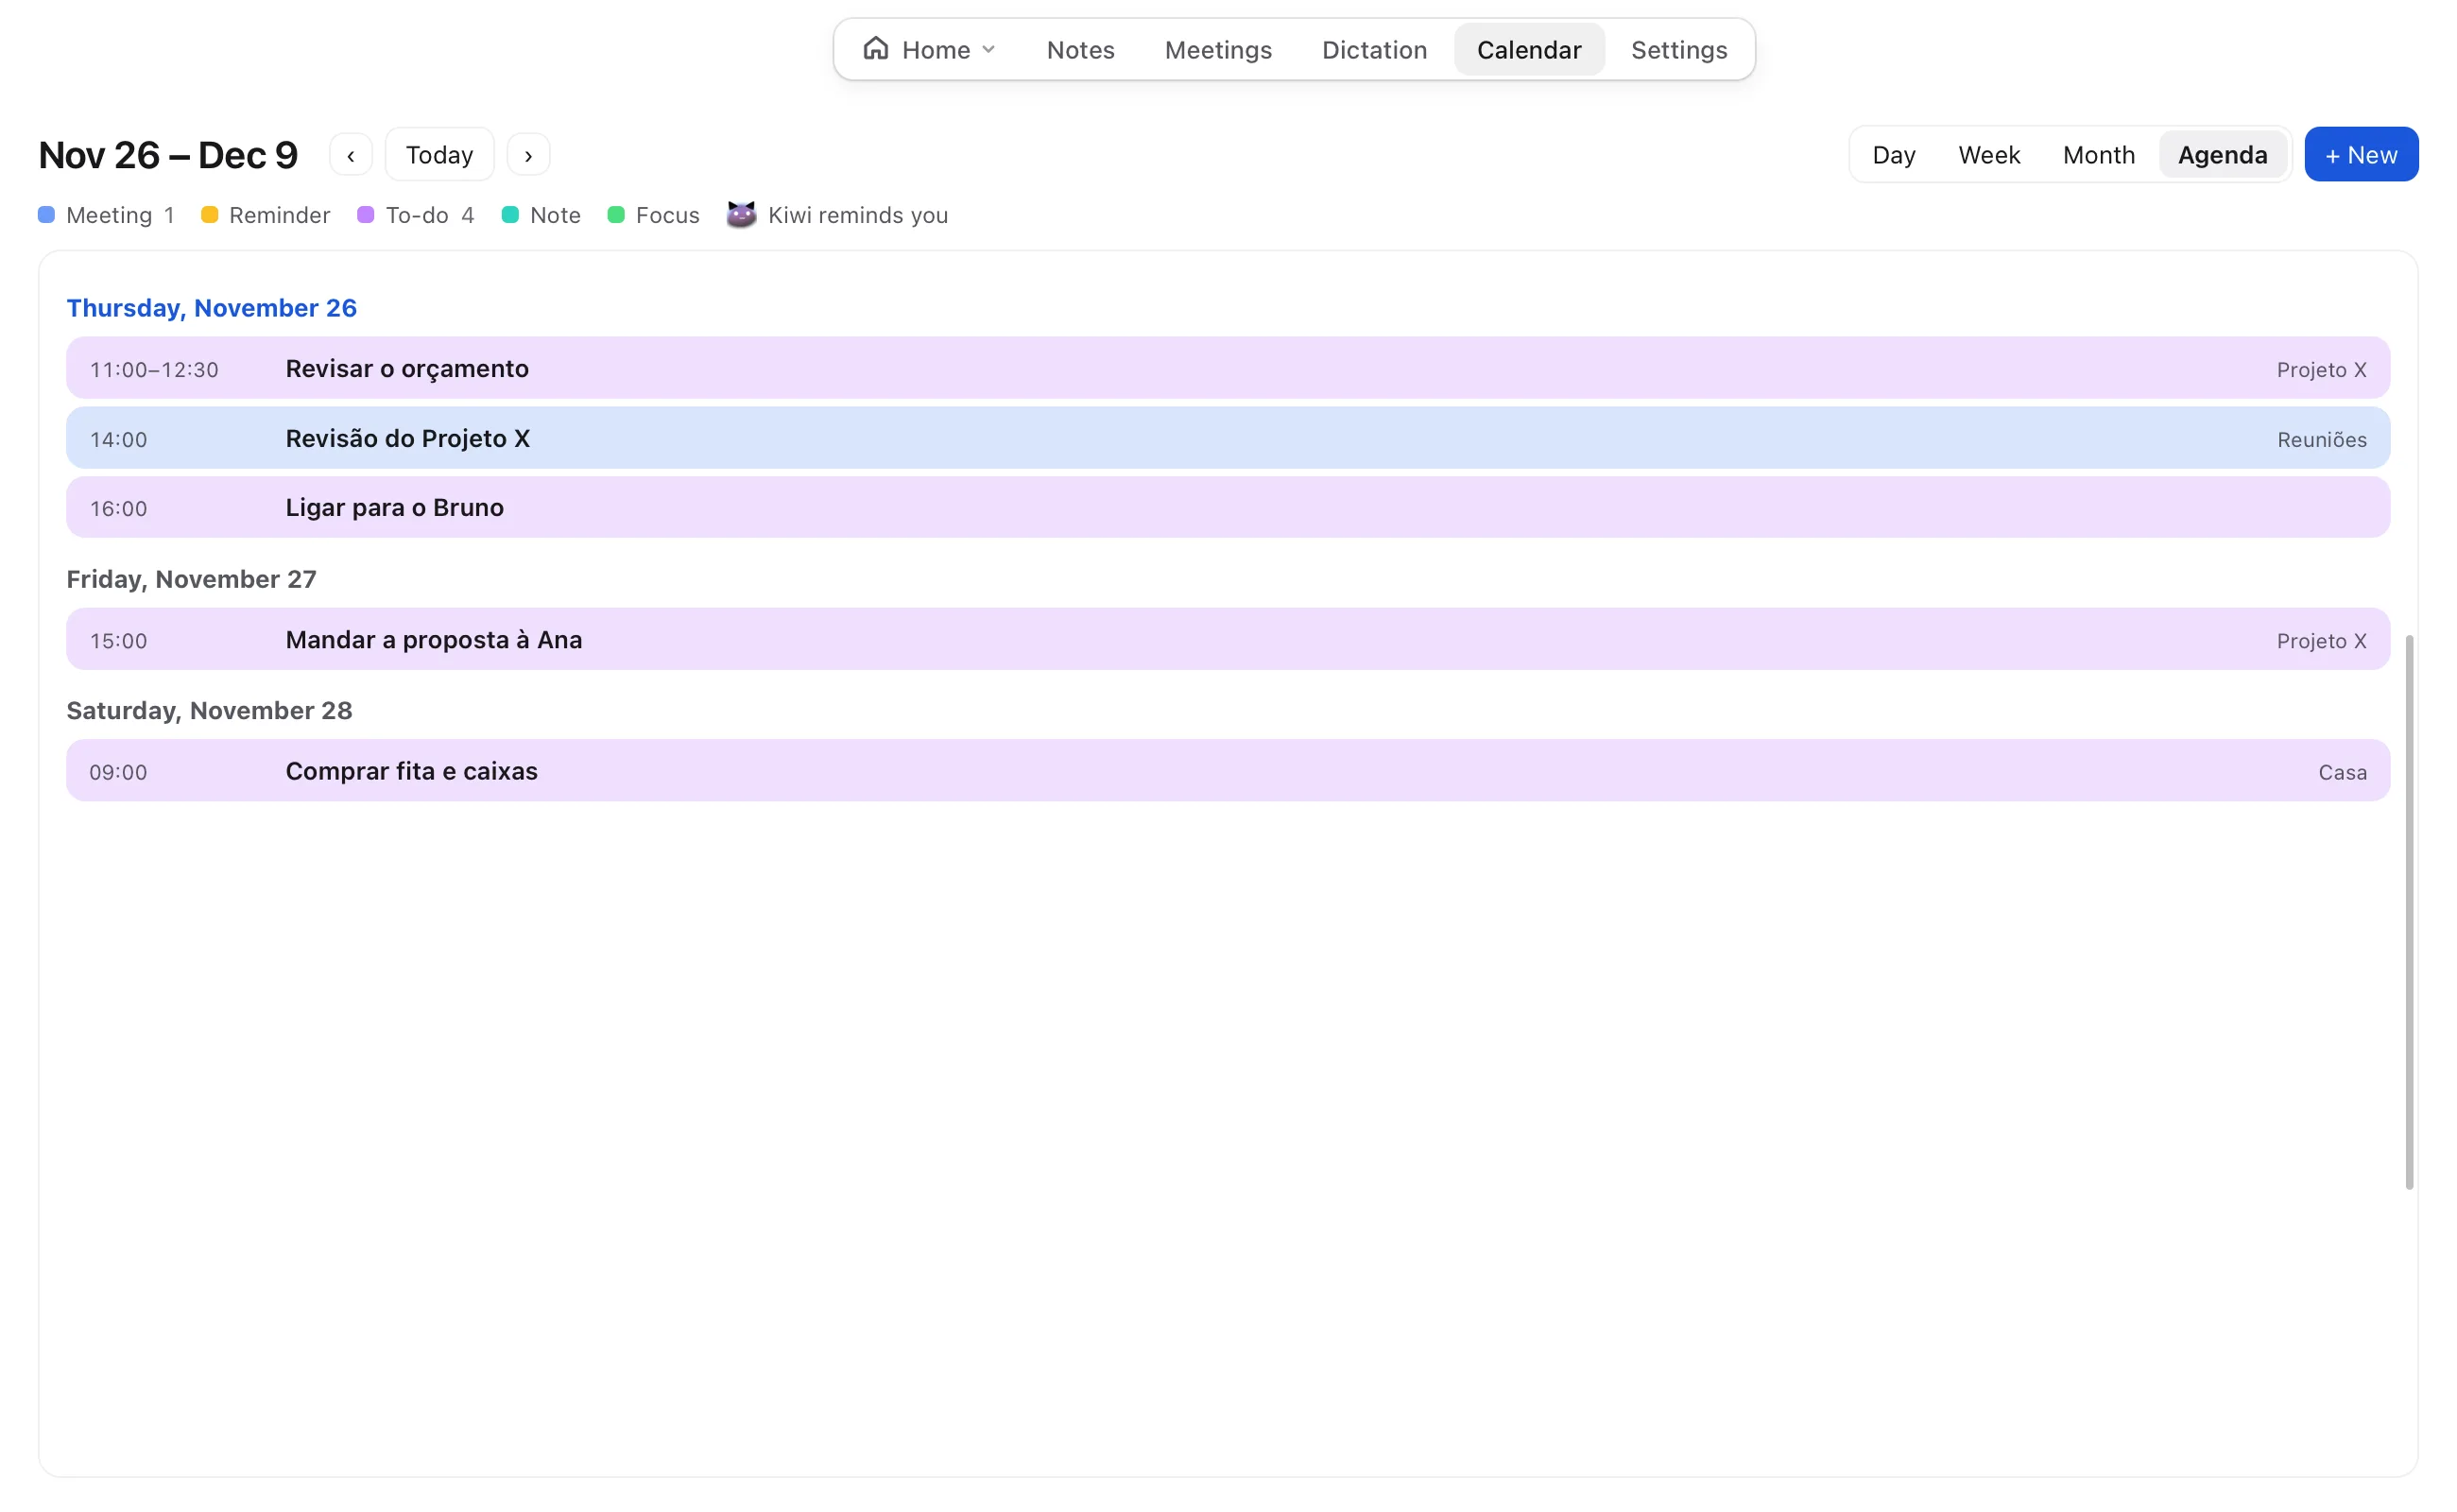 Home Notes Meetings Dictation Calendar Settings
Nov 26 – Dec 9 ‹ Today › Day Week Month Agenda + New
Meeting 1 Reminder To-do 4 Note Focus Kiwi reminds you
Thursday, November 26
11:00–12:30 Revisar o orçamento Projeto X
14:00 Revisão do Projeto X Reuniões
16:00 Ligar para o Bruno
Friday, November 27
15:00 Mandar a proposta à Ana Projeto X
Saturday, November 28
09:00 Comprar fita e caixas Casa